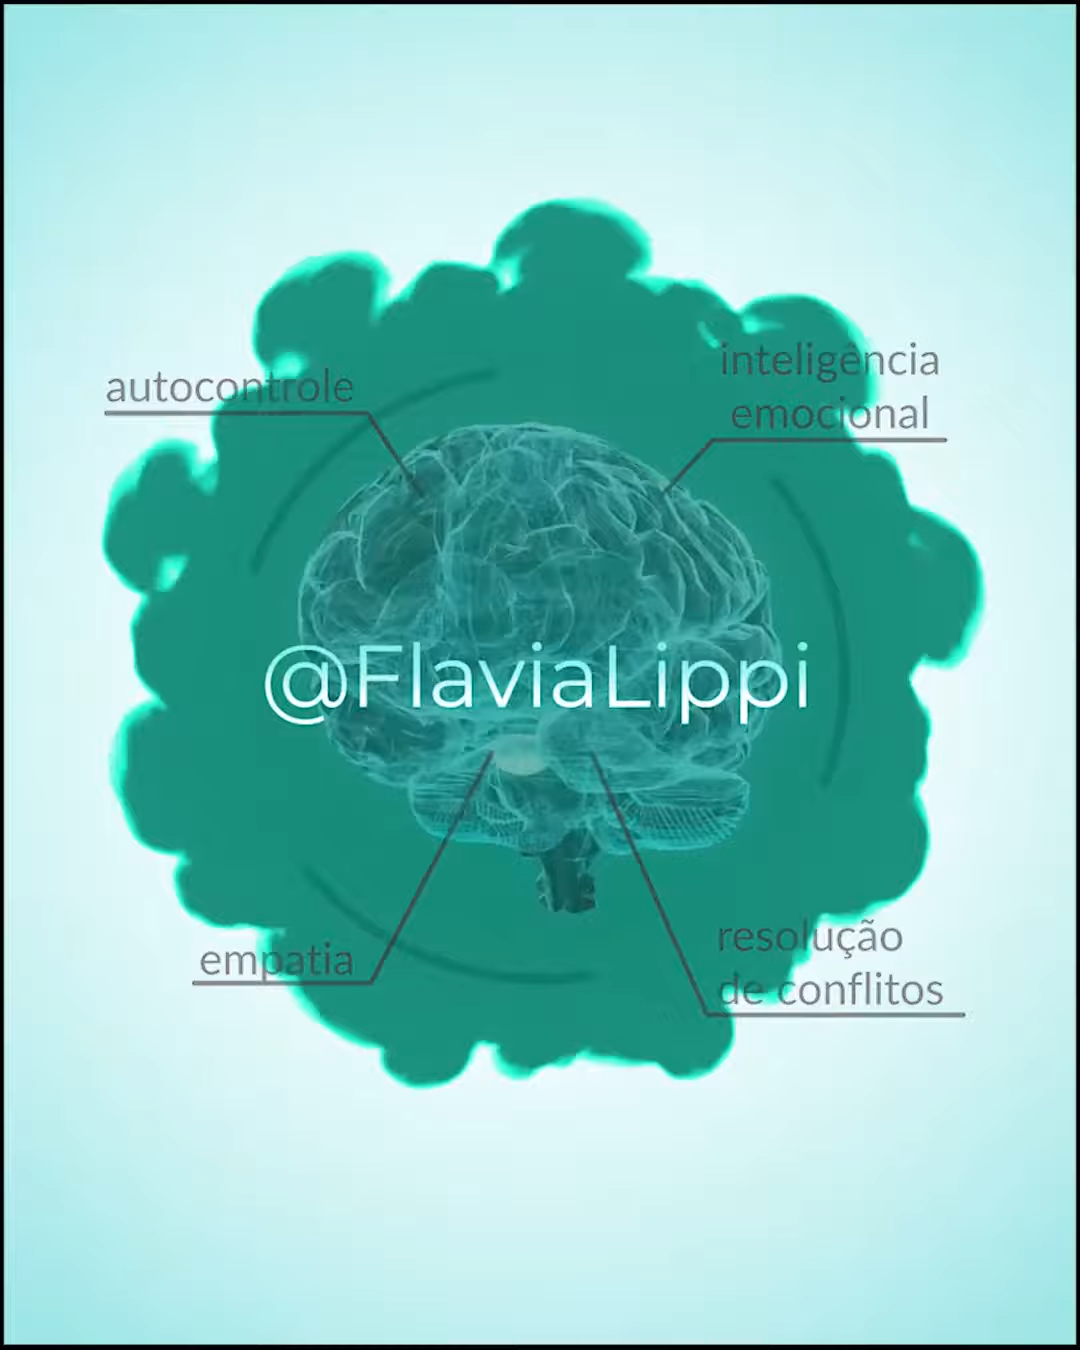 autocontrole
inteligência
emocional
@FlaviaLippi
empatia
resolução
de conflitos